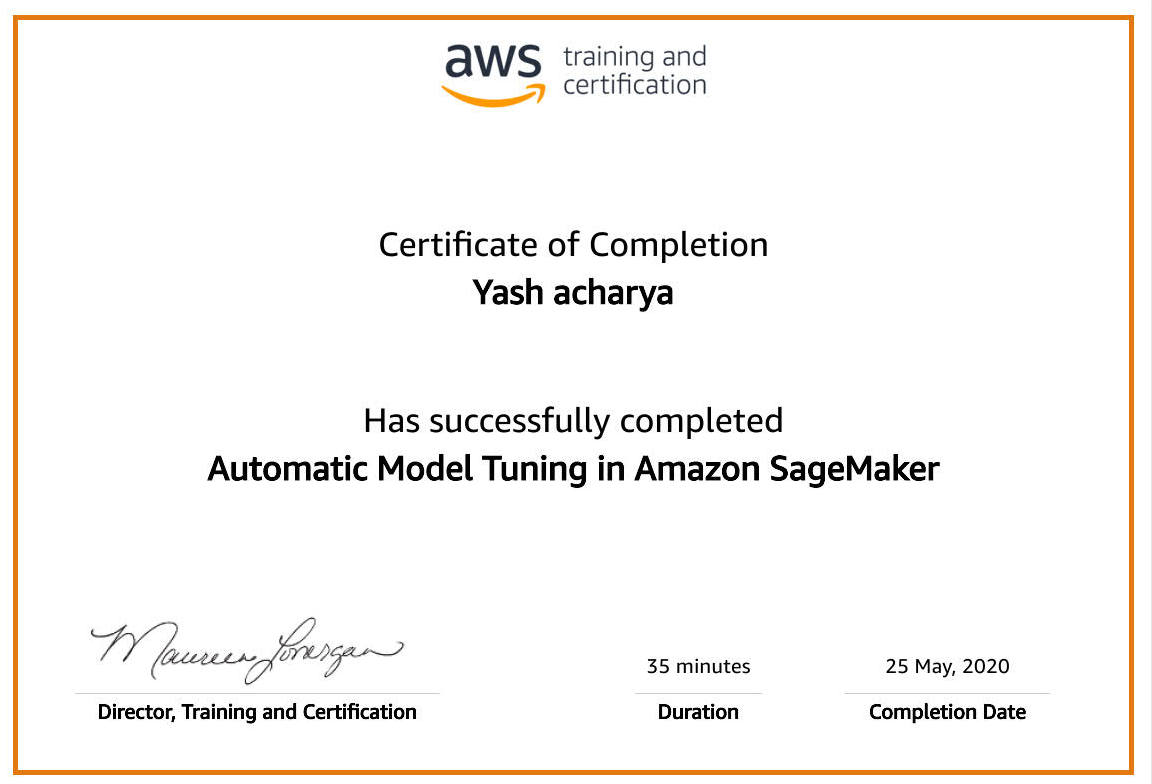 aws training and
certification
Certificate of Completion
Yash acharya
Has successfully completed
Automatic Model Tuning in Amazon SageMaker
Maureen Lonergan
35 minutes
25 May, 2020
Director, Training and Certification
Duration
Completion Date